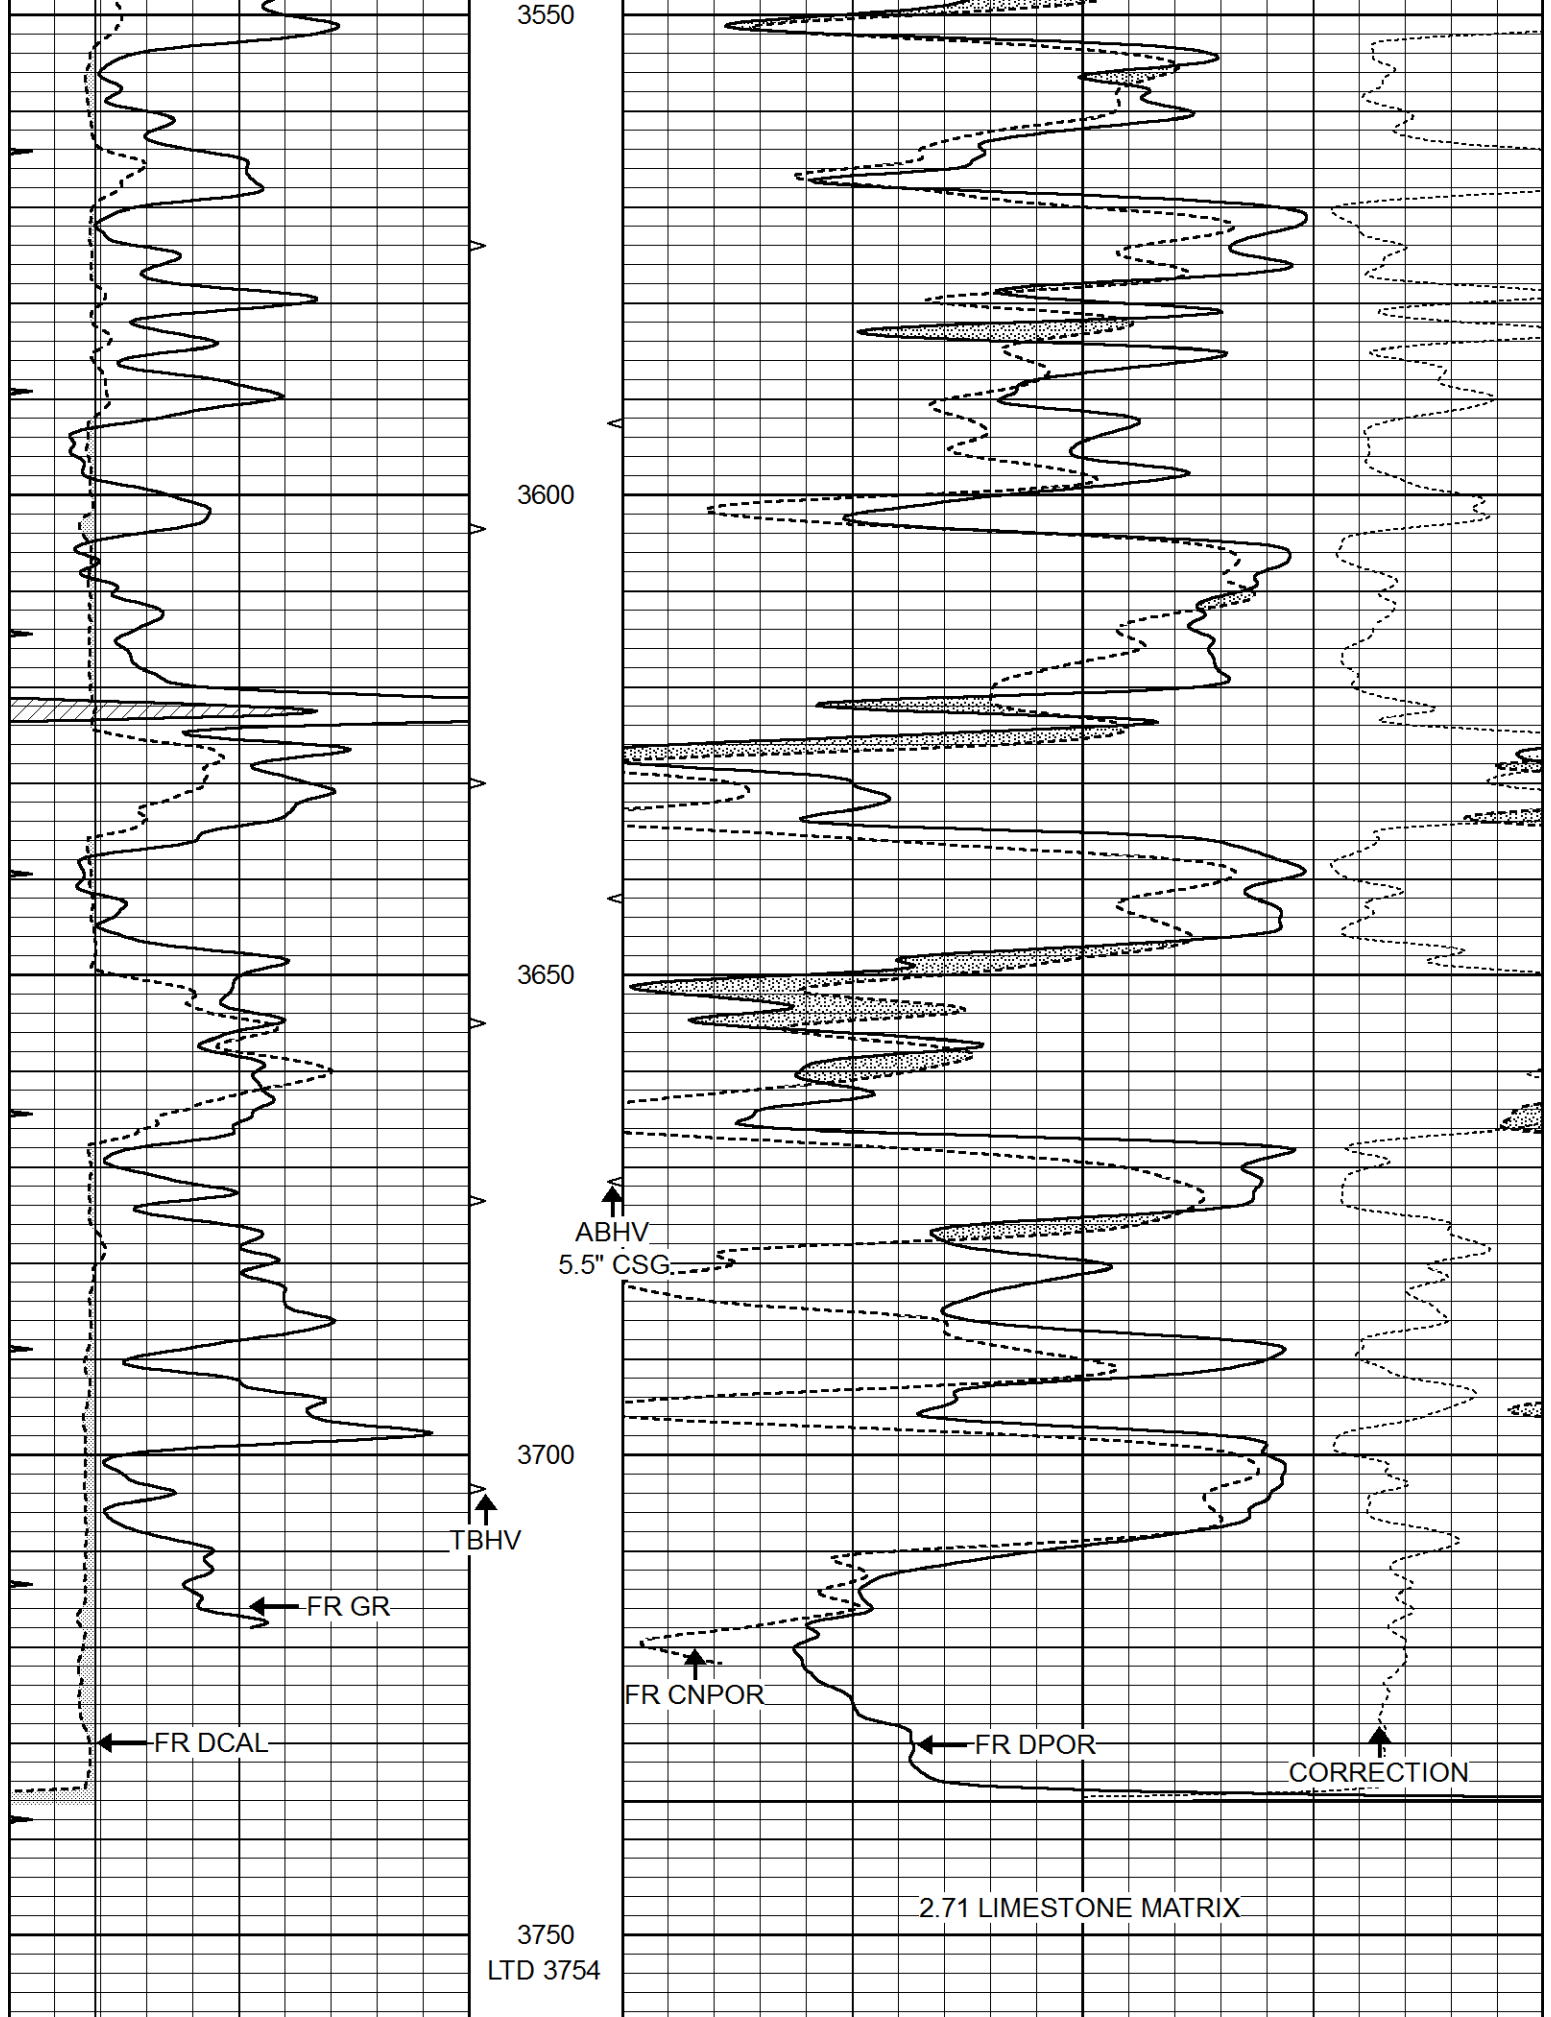 3550
3600
3650
ABHV
5.5" CSG
3700
TBHV
FR GR
FR CNPOR
FR DCAL
FR DPOR
CORRECTION
2.71 LIMESTONE MATRIX
3750
LTD 3754